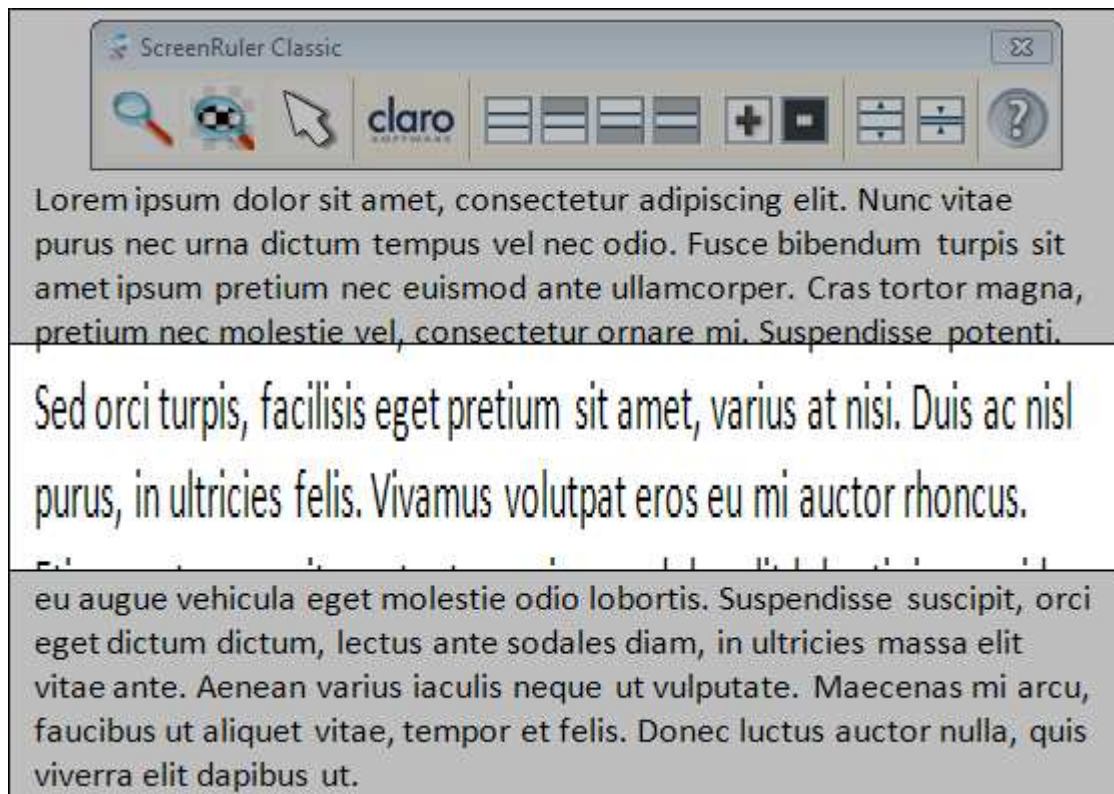 ScreenRuler Classic
claro
SOFTWARE
Lorem ipsum dolor sit amet, consectetur adipiscing elit. Nunc vitae
purus nec urna dictum tempus vel nec odio. Fusce bibendum turpis sit
amet ipsum pretium nec euismod ante ullamcorper. Cras tortor magna,
pretium nec molestie vel, consectetur ornare mi. Suspendisse potenti.
Sed orci turpis, facilisis eget pretium sit amet, varius at nisi. Duis ac nisl
purus, in ultricies felis. Vivamus volutpat eros eu mi auctor rhoncus.
eu augue vehicula eget molestie odio lobortis. Suspendisse suscipit, orci
eget dictum dictum, lectus ante sodales diam, in ultricies massa elit
vitae ante. Aenean varius iaculis neque ut vulputate. Maecenas mi arcu,
faucibus ut aliquet vitae, tempor et felis. Donec luctus auctor nulla, quis
viverra elit dapibus ut.